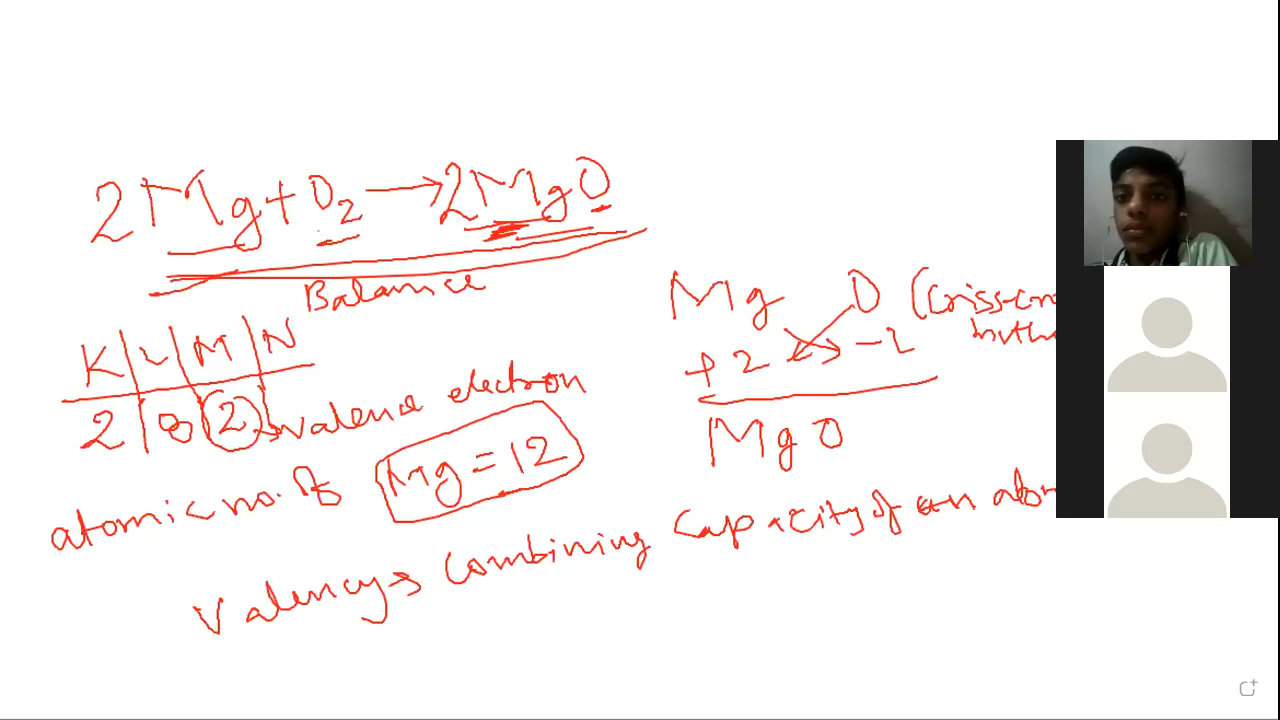 2Mg + O2 → 2MgO
Balance
K L M N
2 8 2 → valence electron
atomic no. of Mg = 12
Mg O (Criss-cro
+2 -2
MgO
Valency → Combining Capacity of an atom